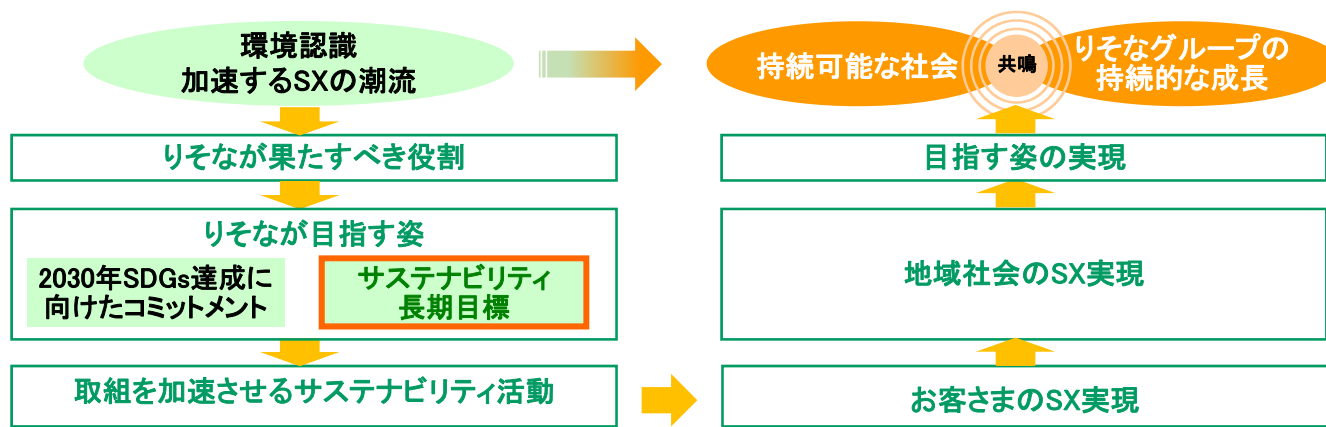 環境認識
加速するSXの潮流
りそなが果たすべき役割
りそなが目指す姿
2030年SDGs達成に
向けたコミットメント
サステナビリティ
長期目標
取組を加速させるサステナビリティ活動
持続可能な社会
共鳴
りそなグループの
持続的な成長
目指す姿の実現
地域社会のSX実現
お客さまのSX実現